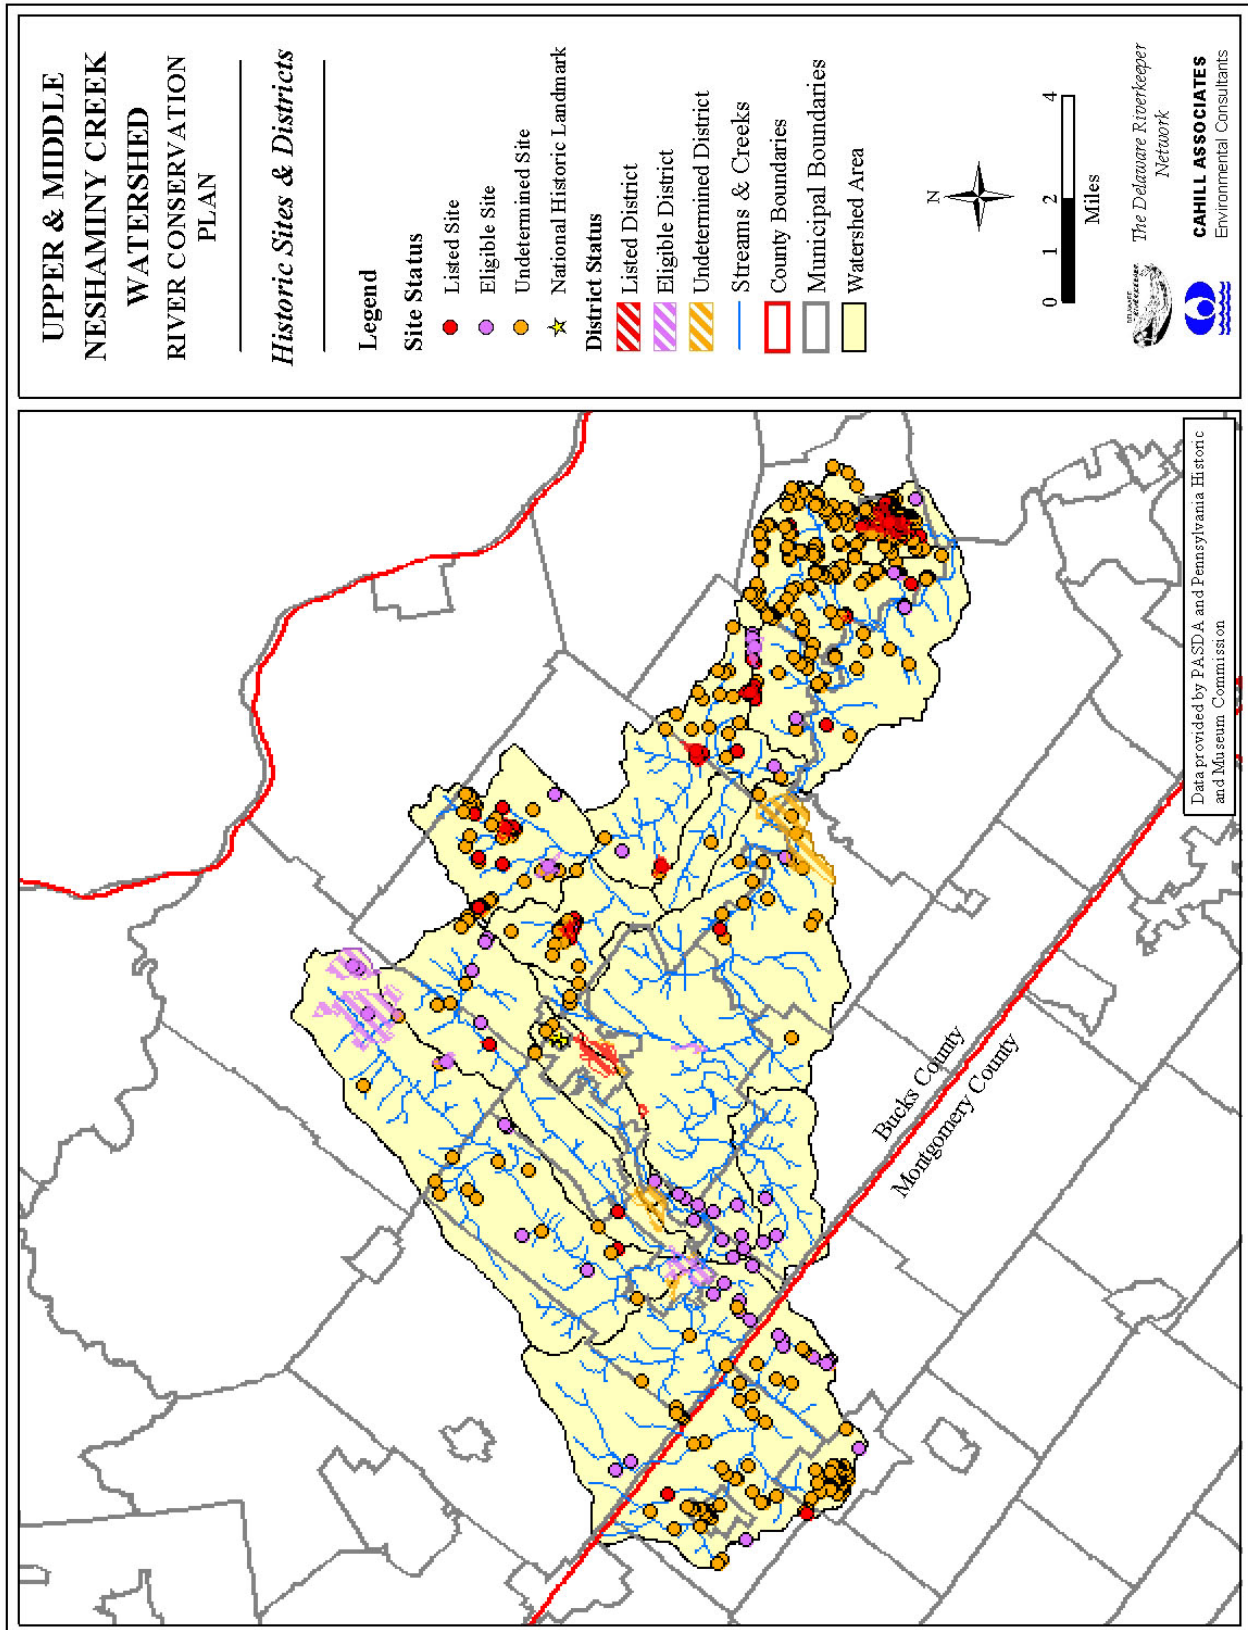 UPPER & MIDDLE
NESHAMINY CREEK
WATERSHED
RIVER CONSERVATION
PLAN
Historic Sites & Districts
Legend
Site Status
Listed Site
Eligible Site
Undetermined Site
National Historic Landmark
District Status
Listed District
Eligible District
Undetermined District
Streams & Creeks
County Boundaries
Municipal Boundaries
Watershed Area
N
0 1 2 4
Miles
The Delaware Riverkeeper
Network
CAHILL ASSOCIATES
Environmental Consultants
Bucks County
Montgomery County
Data provided by PASDA and Pennsylvania Historic
and Museum Commission